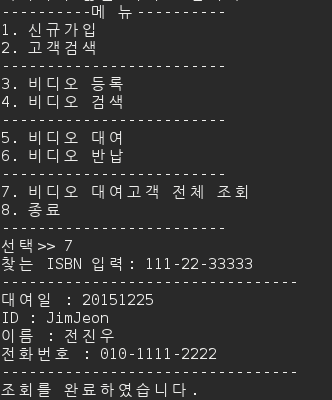 ----------메 뉴----------
1. 신규가입
2. 고객검색
-------------------------
3. 비디오 등록
4. 비디오 검색
-------------------------
5. 비디오 대여
6. 비디오 반납
-------------------------
7. 비디오 대여고객 전체 조회
8. 종료
-------------------------
선택>> 7
찾는 ISBN 입력: 111-22-33333
---------------------------------
대여일 : 20151225
ID : JimJeon
이름 : 전진우
전화번호 : 010-1111-2222
---------------------------------
조회를 완료하였습니다.